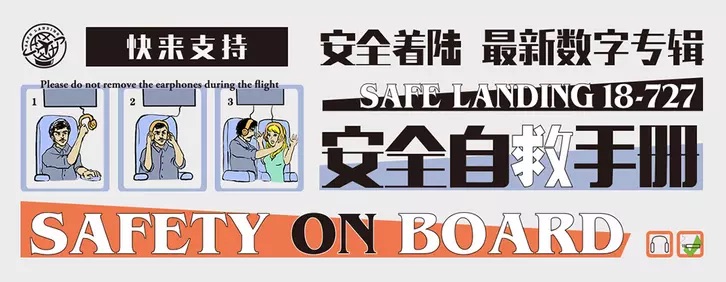 SAFE LANDING
快来支持
Please do not remove the earphones during the flight
1
2
3
安全着陆 最新数字专辑
SAFE LANDING 18-727
安全自救手册
SAFETY ON BOARD